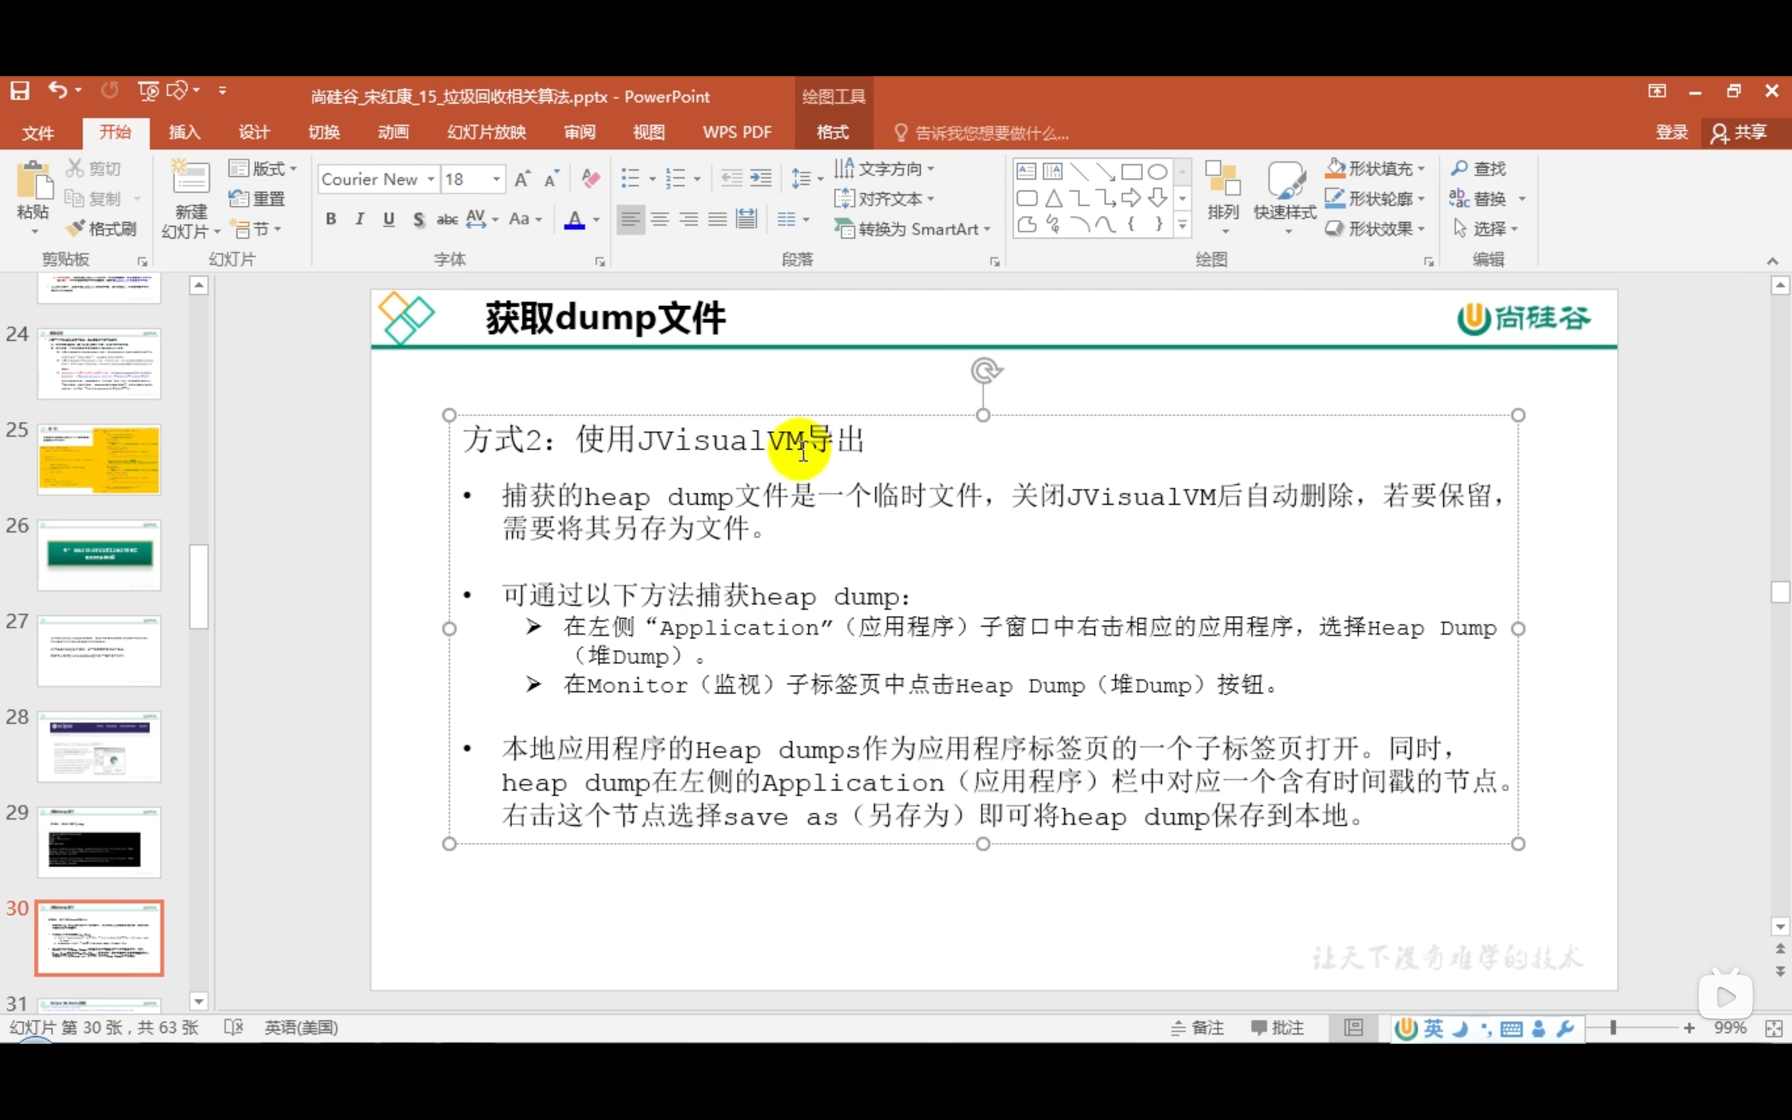 尚硅谷_宋红康_15_垃圾回收相关算法.pptx - PowerPoint
绘图工具
文件
开始
插入
设计
切换
动画
幻灯片放映
审阅
视图
WPS PDF
格式
告诉我您想要做什么...
登录
共享
粘贴
剪切
复制
格式刷
剪贴板
新建
幻灯片
版式
重置
节
幻灯片
Courier New
18
B I U S abc AV Aa A
字体
文字方向
对齐文本
转换为 SmartArt
段落
排列
快速样式
形状填充
形状轮廓
形状效果
绘图
查找
替换
选择
编辑
24
25
26
27
28
29
30
31
获取dump文件
尚硅谷
方式2：使用JVisualVM导出
• 捕获的heap dump文件是一个临时文件，关闭JVisualVM后自动删除，若要保留，
需要将其另存为文件。
• 可通过以下方法捕获heap dump：
➢ 在左侧“Application”（应用程序）子窗口中右击相应的应用程序，选择Heap Dump
（堆Dump）。
➢ 在Monitor（监视）子标签页中点击Heap Dump（堆Dump）按钮。
• 本地应用程序的Heap dumps作为应用程序标签页的一个子标签页打开。同时，
heap dump在左侧的Application（应用程序）栏中对应一个含有时间戳的节点。
右击这个节点选择save as（另存为）即可将heap dump保存到本地。
让天下没有难学的技术
幻灯片 第 30 张，共 63 张
英语(美国)
备注
批注
英
99%